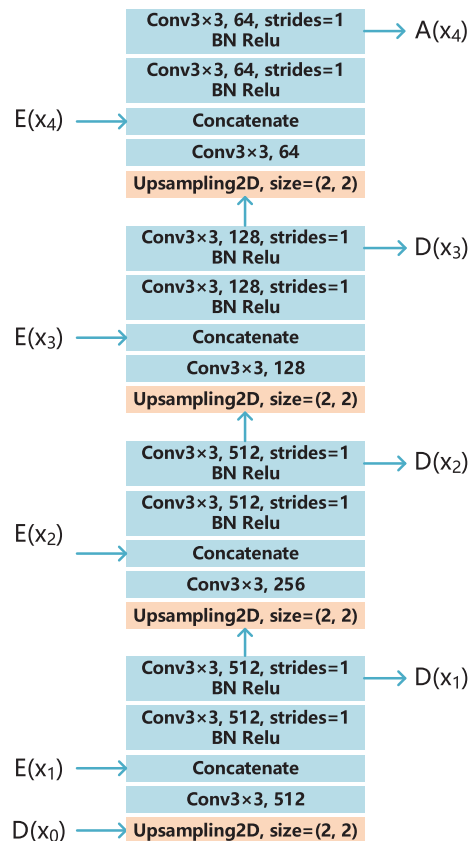 Conv3×3, 64, strides=1
BN Relu
A(x₄)
Conv3×3, 64, strides=1
BN Relu
E(x₄)
Concatenate
Conv3×3, 64
Upsampling2D, size=(2, 2)
Conv3×3, 128, strides=1
BN Relu
D(x₃)
Conv3×3, 128, strides=1
BN Relu
E(x₃)
Concatenate
Conv3×3, 128
Upsampling2D, size=(2, 2)
Conv3×3, 512, strides=1
BN Relu
D(x₂)
Conv3×3, 512, strides=1
BN Relu
E(x₂)
Concatenate
Conv3×3, 256
Upsampling2D, size=(2, 2)
Conv3×3, 512, strides=1
BN Relu
D(x₁)
Conv3×3, 512, strides=1
BN Relu
E(x₁)
Concatenate
Conv3×3, 512
D(x₀)
Upsampling2D, size=(2, 2)